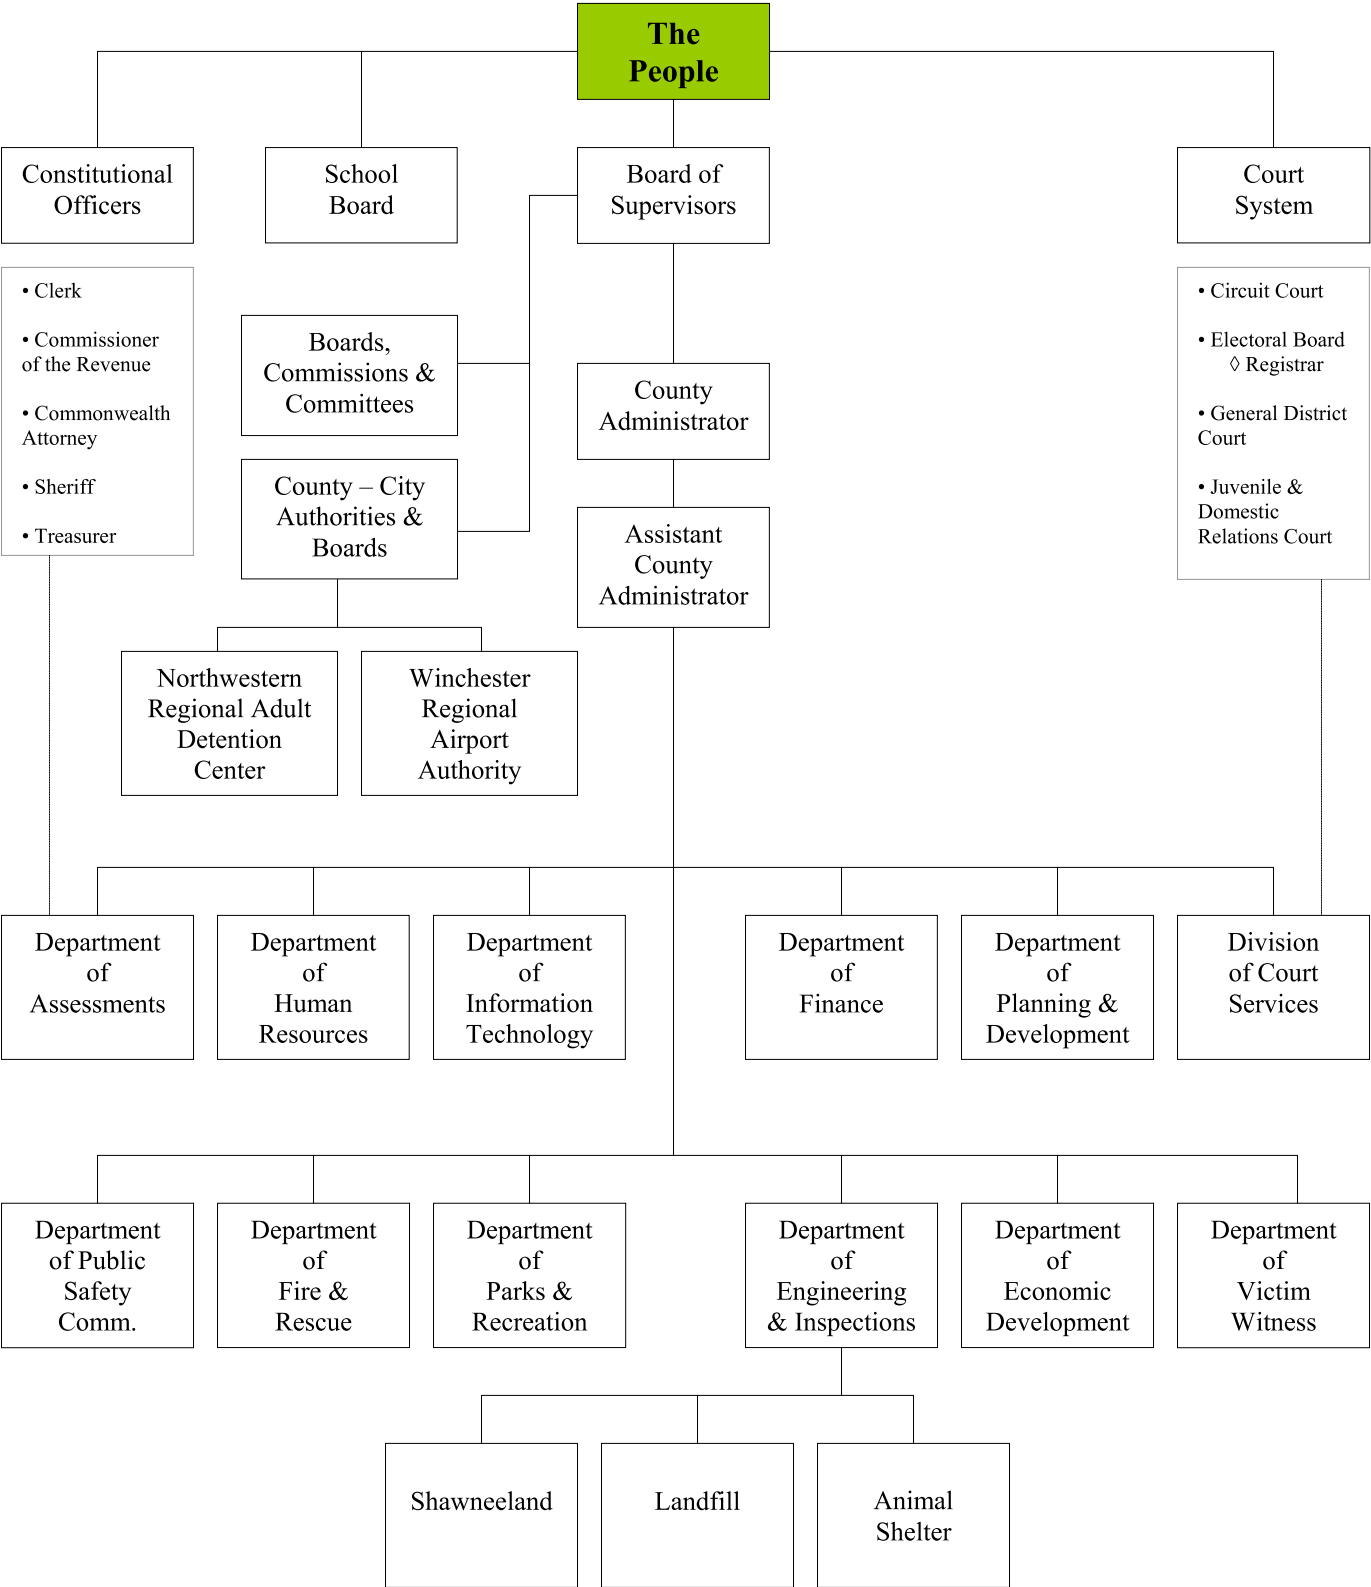 The
People
Constitutional
Officers
School
Board
Board of
Supervisors
Court
System
• Clerk
• Commissioner
of the Revenue
• Commonwealth
Attorney
• Sheriff
• Treasurer
Boards,
Commissions &
Committees
County – City
Authorities &
Boards
County
Administrator
Assistant
County
Administrator
• Circuit Court
• Electoral Board
◊ Registrar
• General District
Court
• Juvenile &
Domestic
Relations Court
Northwestern
Regional Adult
Detention
Center
Winchester
Regional
Airport
Authority
Department
of
Assessments
Department
of
Human
Resources
Department
of
Information
Technology
Department
of
Finance
Department
of
Planning &
Development
Division
of Court
Services
Department
of Public
Safety
Comm.
Department
of
Fire &
Rescue
Department
of
Parks &
Recreation
Department
of
Engineering
& Inspections
Department
of
Economic
Development
Department
of
Victim
Witness
Shawneeland
Landfill
Animal
Shelter